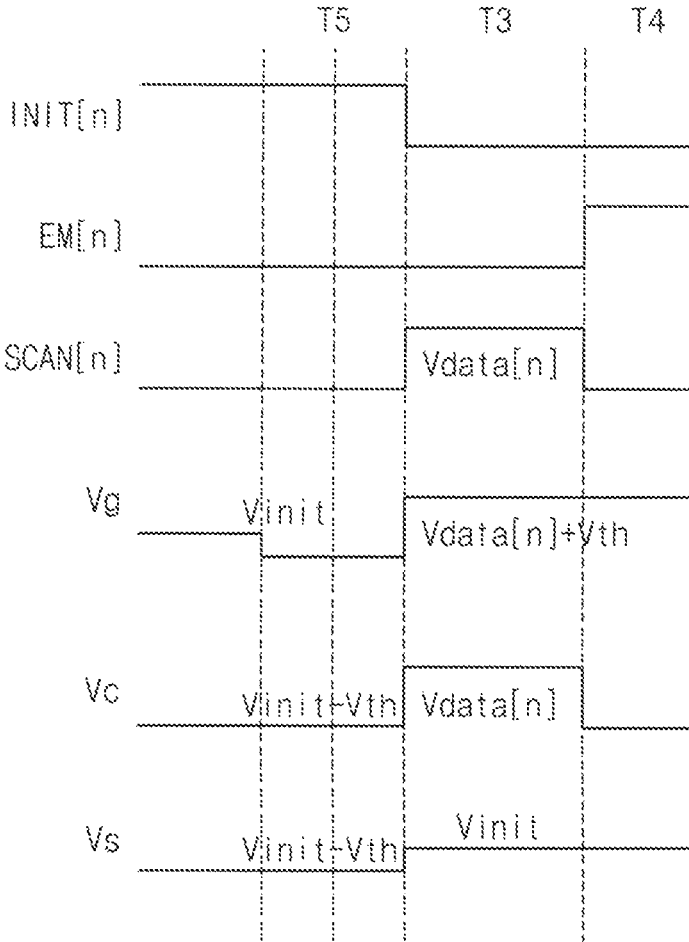 T5 T3 T4
INIT[n]
EM[n]
SCAN[n] Vdata[n]
Vg Vinit
Vdata[n]+Vth
Vc Vinit-Vth Vdata[n]
Vs Vinit-Vth Vinit